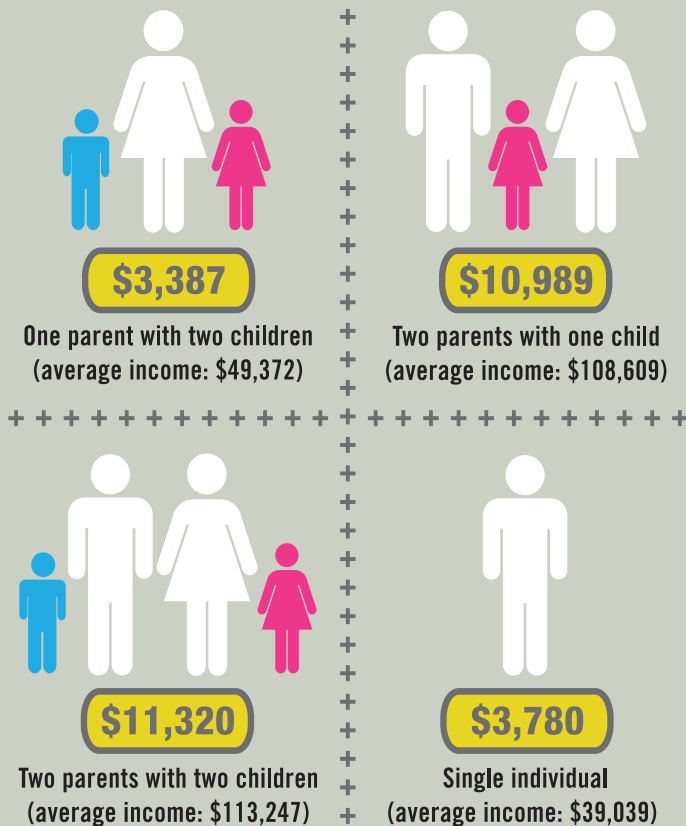 $3,387
One parent with two children
(average income: $49,372)
$10,989
Two parents with one child
(average income: $108,609)
$11,320
Two parents with two children
(average income: $113,247)
$3,780
Single individual
(average income: $39,039)